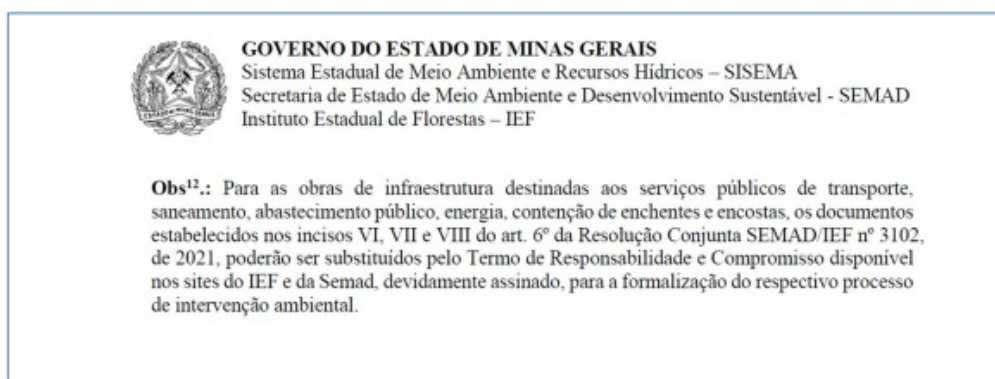 GOVERNO DO ESTADO DE MINAS GERAIS
Sistema Estadual de Meio Ambiente e Recursos Hídricos – SISEMA
Secretaria de Estado de Meio Ambiente e Desenvolvimento Sustentável - SEMAD
Instituto Estadual de Florestas – IEF
Obs¹².: Para as obras de infraestrutura destinadas aos serviços públicos de transporte,
saneamento, abastecimento público, energia, contenção de enchentes e encostas, os documentos
estabelecidos nos incisos VI, VII e VIII do art. 6º da Resolução Conjunta SEMAD/IEF nº 3102,
de 2021, poderão ser substituídos pelo Termo de Responsabilidade e Compromisso disponível
nos sites do IEF e da Semad, devidamente assinado, para a formalização do respectivo processo
de intervenção ambiental.